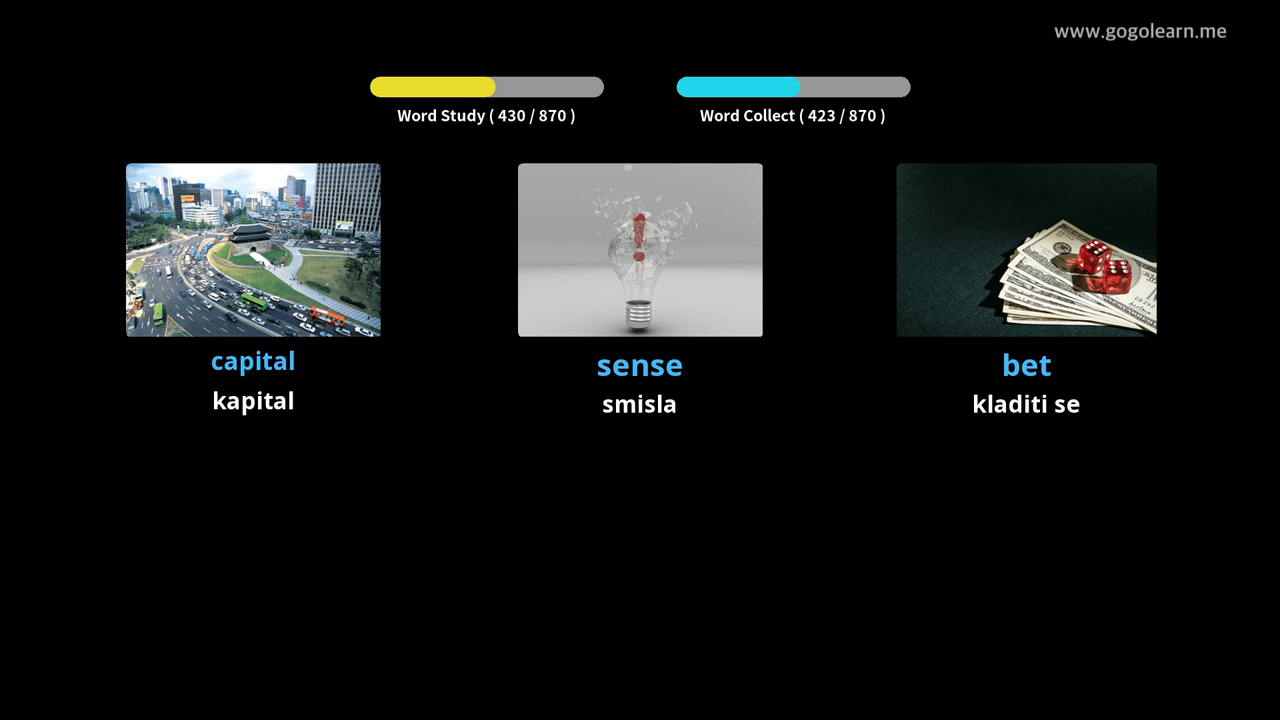 www.gogolearn.me
Word Study ( 430 / 870 )
Word Collect ( 423 / 870 )
capital
kapital
sense
smisla
bet
kladiti se